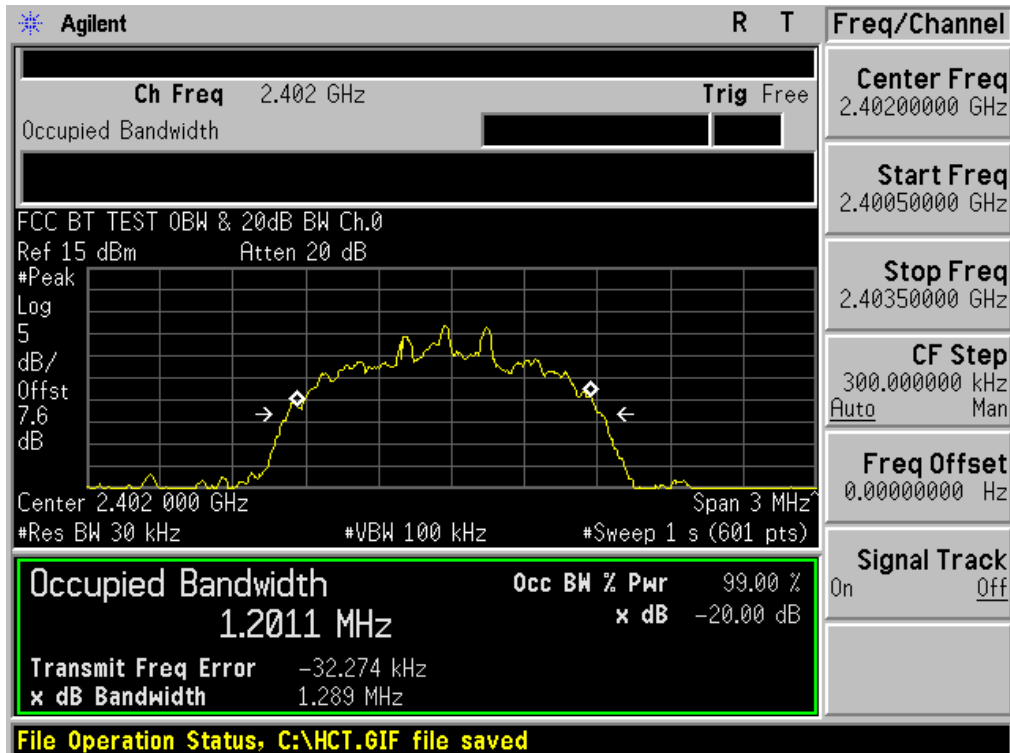 Agilent R T
Ch Freq 2.402 GHz Trig Free
Occupied Bandwidth
FCC BT TEST OBW & 20dB BW Ch.0
Ref 15 dBm Atten 20 dB
#Peak
Log
5
dB/
Offst
7.6
dB
Center 2.402 000 GHz Span 3 MHz^
#Res BW 30 kHz #VBW 100 kHz #Sweep 1 s (601 pts)
Occupied Bandwidth Occ BW % Pwr 99.00 %
1.2011 MHz x dB -20.00 dB
Transmit Freq Error -32.274 kHz
x dB Bandwidth 1.289 MHz
File Operation Status, C:\HCT.GIF file saved
Freq/Channel
Center Freq
2.40200000 GHz
Start Freq
2.40050000 GHz
Stop Freq
2.40350000 GHz
CF Step
300.000000 kHz
Auto Man
Freq Offset
0.00000000 Hz
Signal Track
On Off